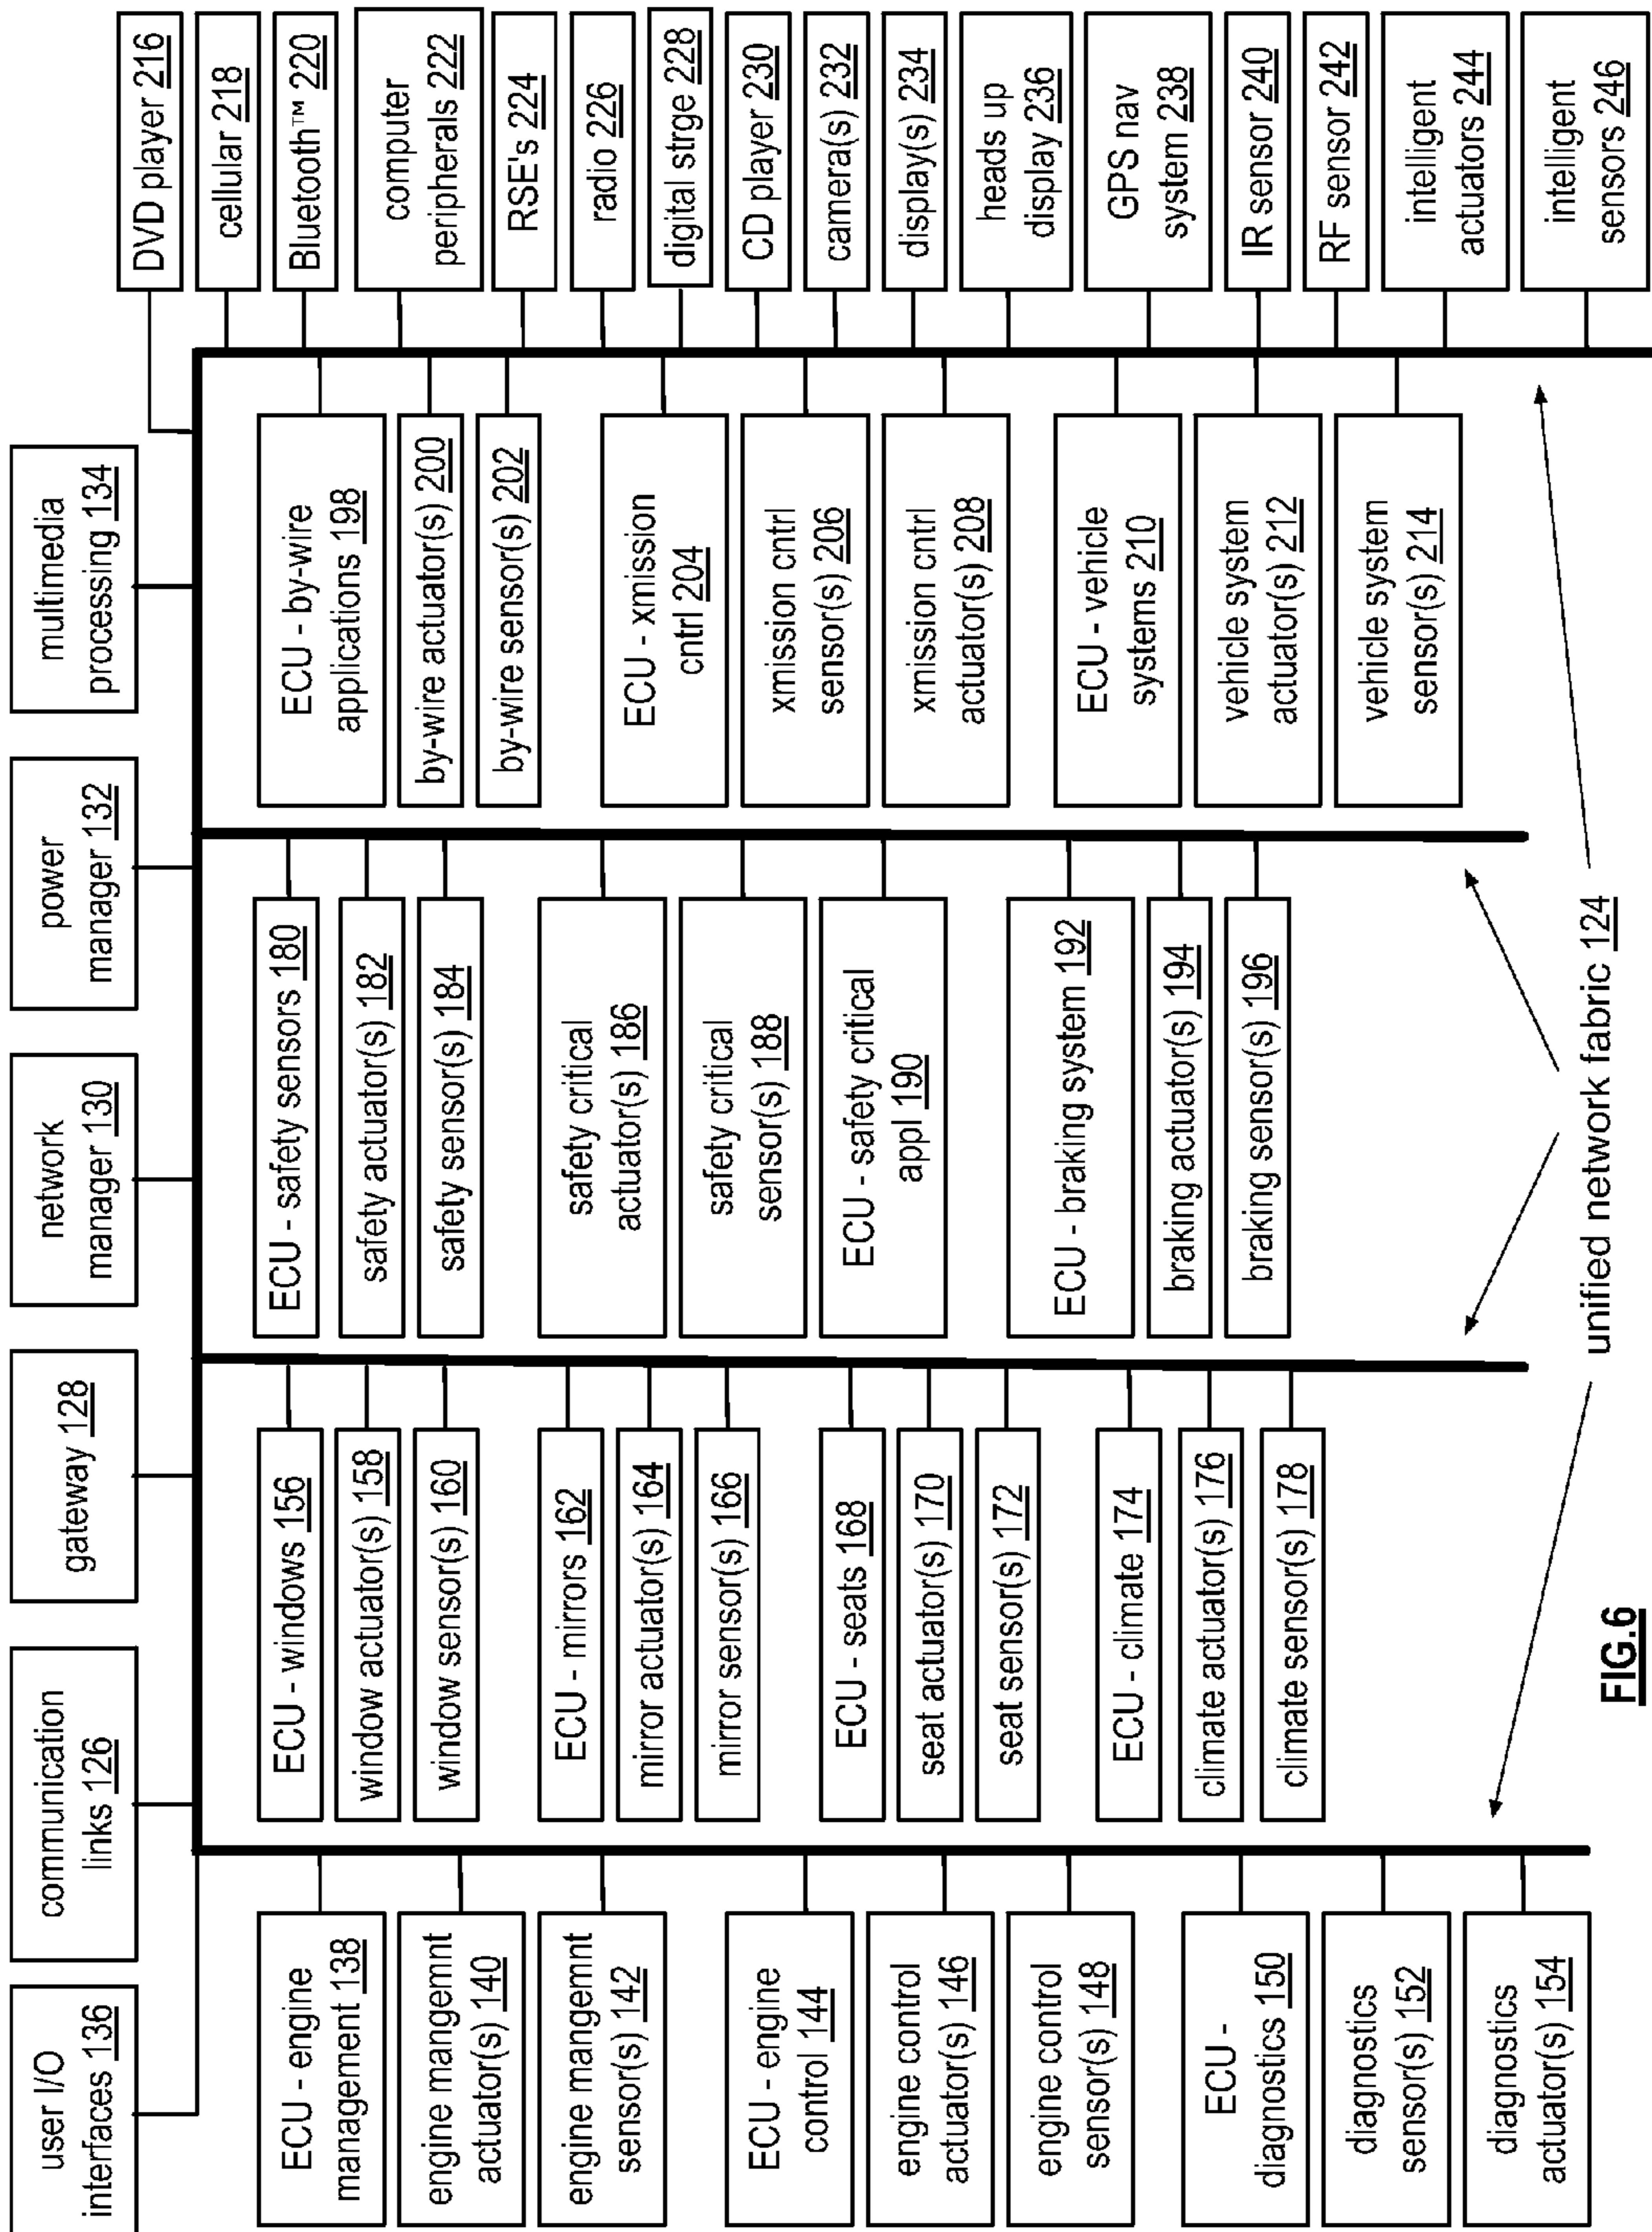 user I/O
interfaces 136
communication
links 126
gateway 128
network
manager 130
power
manager 132
multimedia
processing 134
ECU - engine
management 138
engine mangemnt
actuator(s) 140
engine mangemnt
sensor(s) 142
ECU - engine
control 144
engine control
actuator(s) 146
engine control
sensor(s) 148
ECU -
diagnostics 150
diagnostics
sensor(s) 152
diagnostics
actuator(s) 154
ECU - windows 156
window actuator(s) 158
window sensor(s) 160
ECU - mirrors 162
mirror actuator(s) 164
mirror sensor(s) 166
ECU - seats 168
seat actuator(s) 170
seat sensor(s) 172
ECU - climate 174
climate actuator(s) 176
climate sensor(s) 178
ECU - safety sensors 180
safety actuator(s) 182
safety sensor(s) 184
safety critical
actuator(s) 186
safety critical
sensor(s) 188
ECU - safety critical
appl 190
ECU - braking system 192
braking actuator(s) 194
braking sensor(s) 196
ECU - by-wire
applications 198
by-wire actuator(s) 200
by-wire sensor(s) 202
ECU - xmission
cntrl 204
xmission cntrl
sensor(s) 206
xmission cntrl
actuator(s) 208
ECU - vehicle
systems 210
vehicle system
actuator(s) 212
vehicle system
sensor(s) 214
DVD player 216
cellular 218
Bluetooth™ 220
computer
peripherals 222
RSE's 224
radio 226
digital strge 228
CD player 230
camera(s) 232
display(s) 234
heads up
display 236
GPS nav
system 238
IR sensor 240
RF sensor 242
intelligent
actuators 244
intelligent
sensors 246
unified network fabric 124
FIG.6